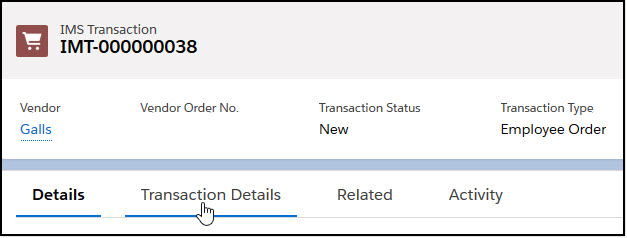 IMS Transaction
IMT-000000038
Vendor Vendor Order No. Transaction Status Transaction Type
Galls New Employee Order
Details Transaction Details Related Activity